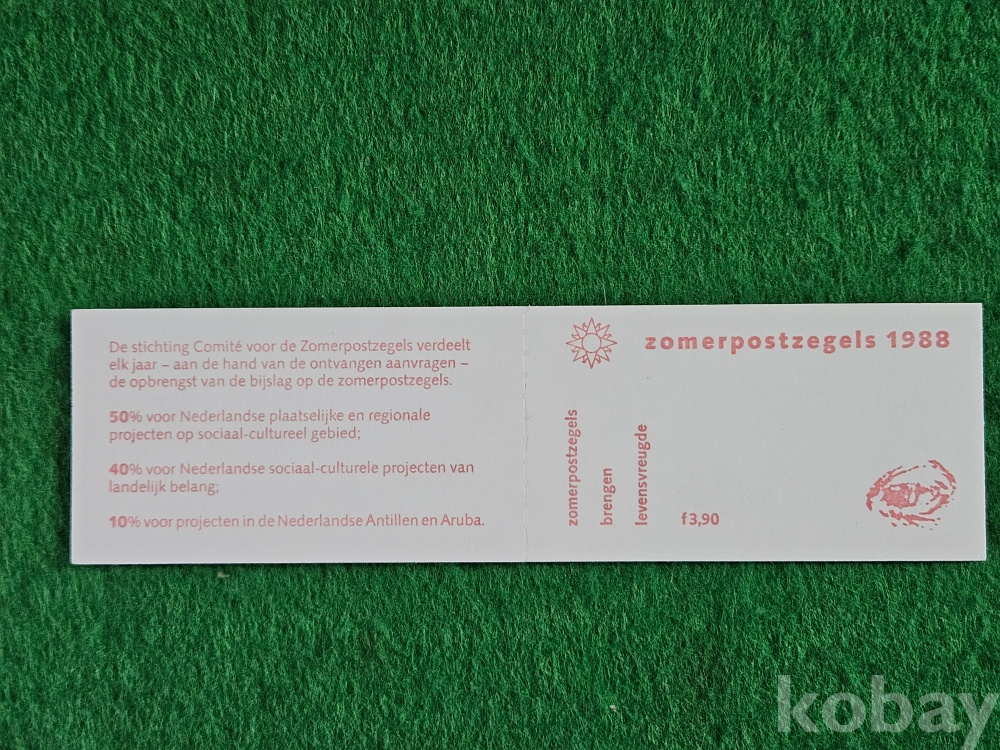 De stichting Comité voor de Zomerpostzegels verdeelt
elk jaar – aan de hand van de ontvangen aanvragen –
de opbrengst van de bijslag op de zomerpostzegels.
50% voor Nederlandse plaatselijke en regionale
projecten op sociaal-cultureel gebied;
40% voor Nederlandse sociaal-culturele projecten van
landelijk belang;
10% voor projecten in de Nederlandse Antillen en Aruba.
zomerpostzegels 1988
zomerpostzegels
brengen
levensvreugde
f3,90
kobay